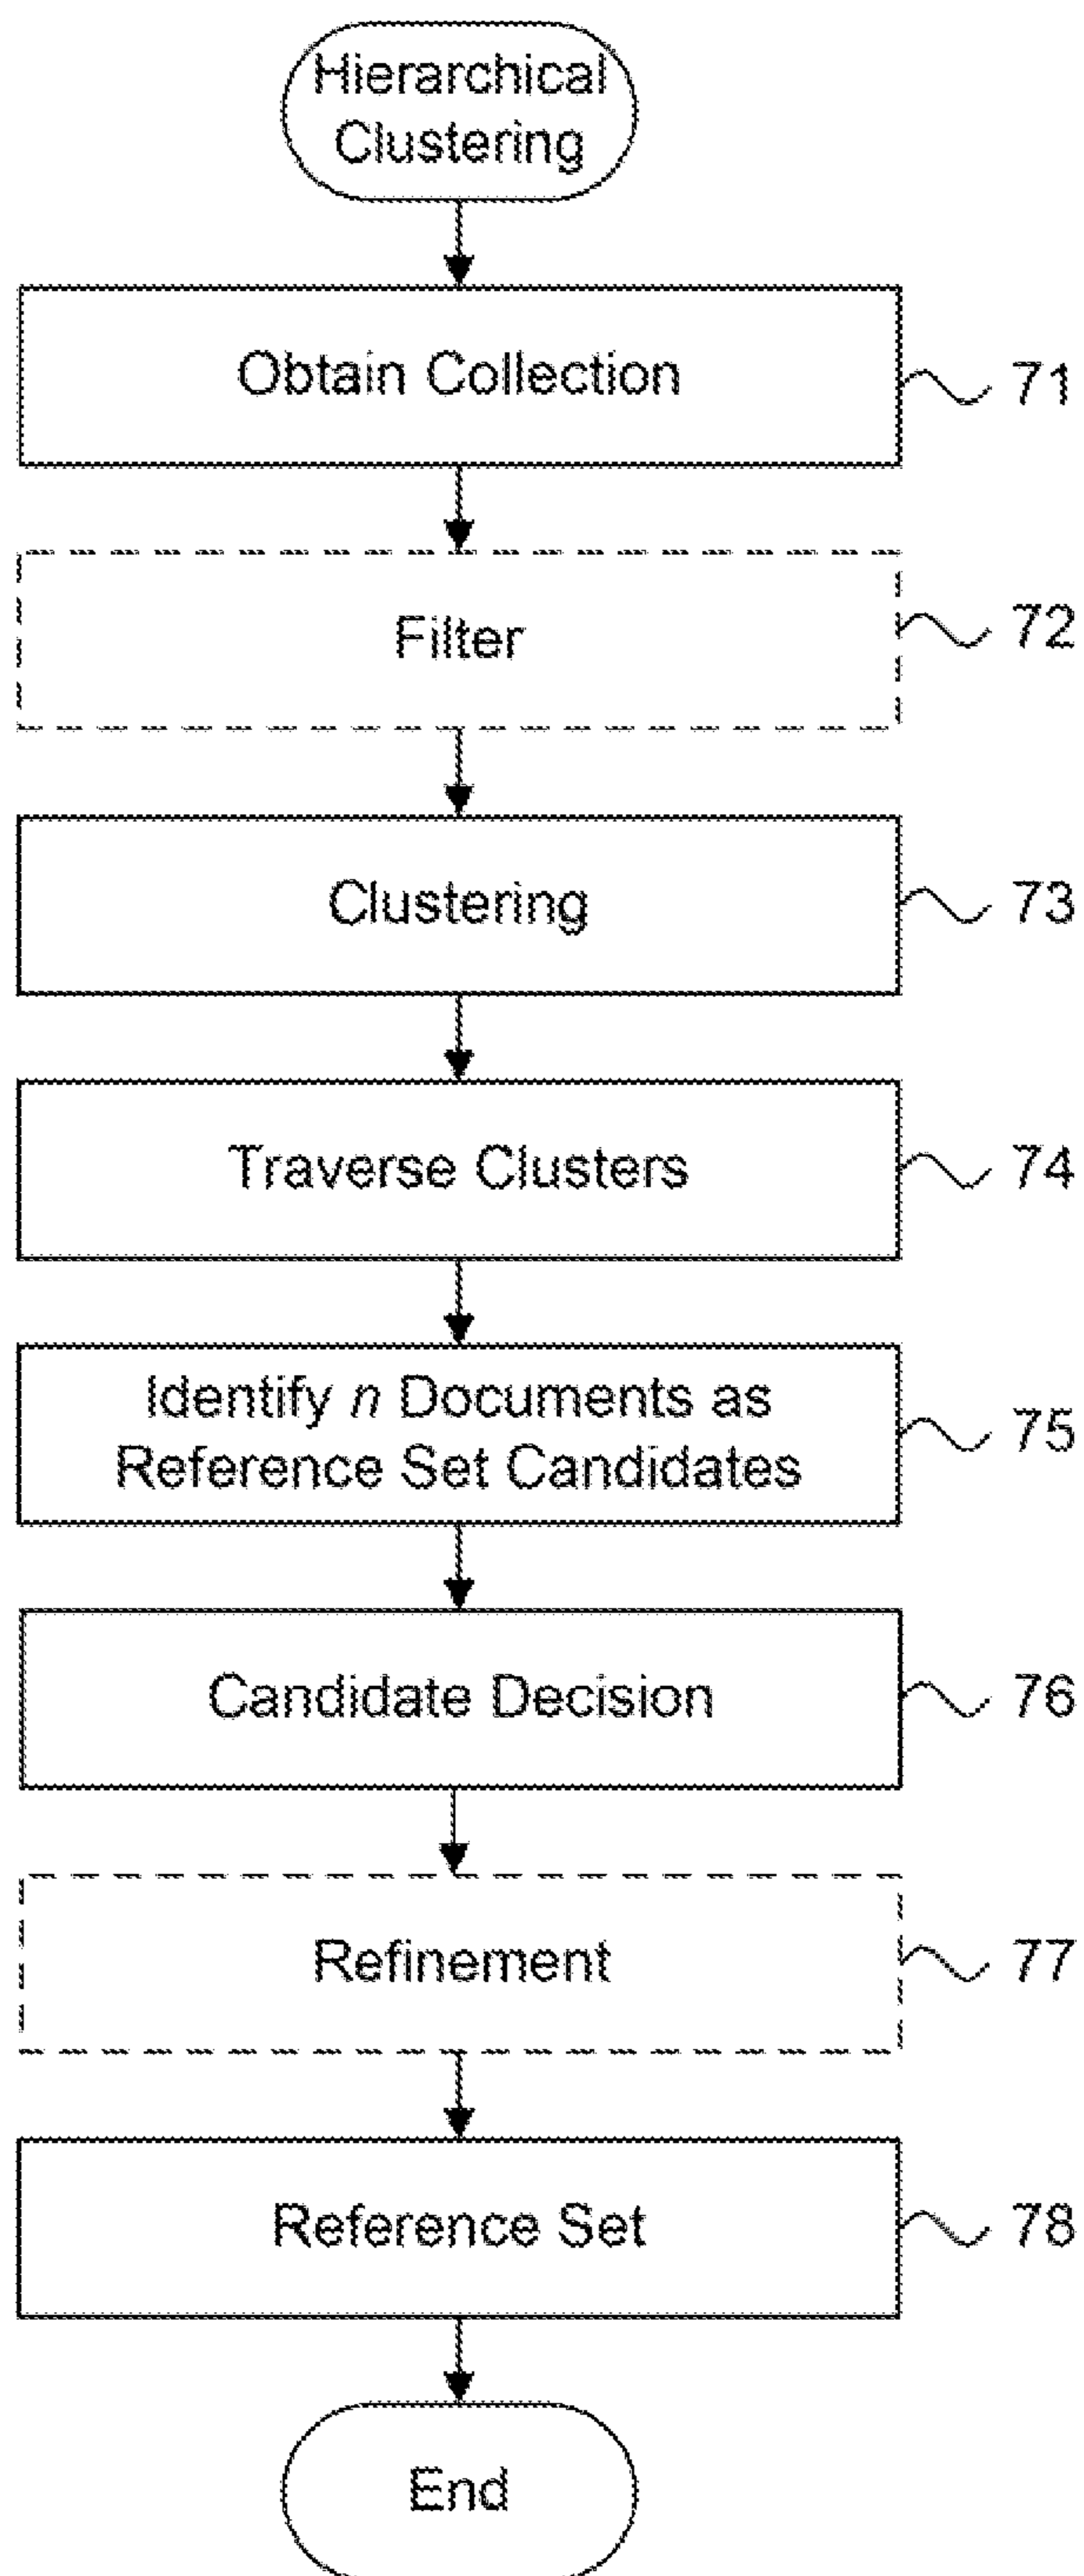 Hierarchical
Clustering
Obtain Collection
71
Filter
72
Clustering
73
Traverse Clusters
74
Identify n Documents as
Reference Set Candidates
75
Candidate Decision
76
Refinement
77
Reference Set
78
End